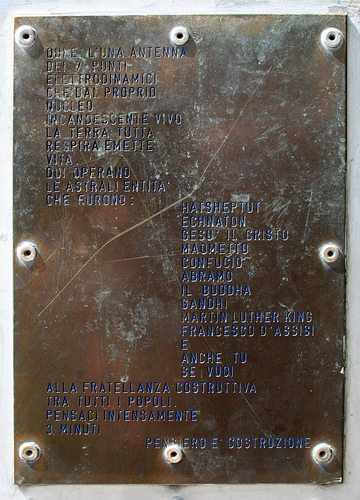 QUI E' L'UNA ANTENNA
DEI 7 PUNTI
ELETTRODINAMICI
CHE DAL PROPRIO
NUCLEO
INCANDESCENTE VIVO
LA TERRA TUTTA
RESPIRA EMETTE
VITA
QUI OPERANO
LE ASTRALI ENTITA'
CHE FURONO:
HATSHEPTUT
ECHNATON
GESU' IL CRISTO
MAOMETTO
CONFUCIO
ABRAMO
IL BUDDHA
GANDHI
MARTIN LUTHER KING
FRANCESCO D'ASSISI
E
ANCHE TU
SE VUOI
ALLA FRATELLANZA COSTRUTTIVA
TRA TUTTI I POPOLI.
PENSACI INTENSAMENTE
3 MINUTI
PENSIERO E' COSTRUZIONE